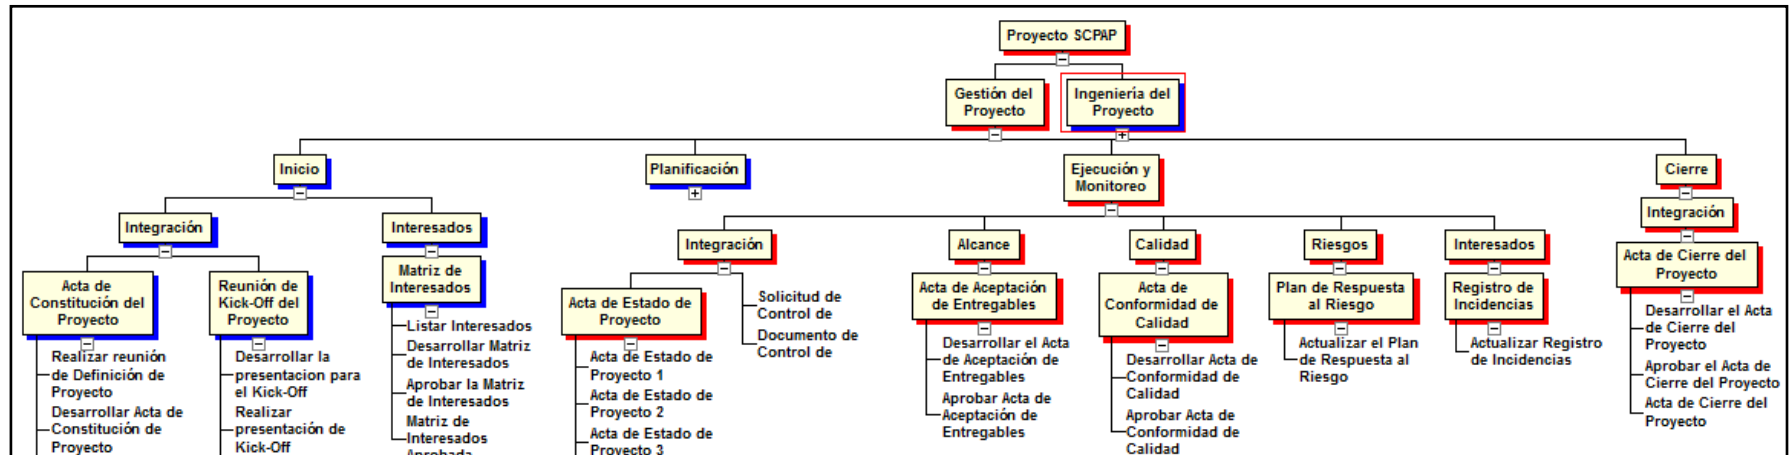 Proyecto SCPAP
Gestión del
Proyecto
Ingeniería del
Proyecto
Inicio
Planificación
Ejecución y
Monitoreo
Cierre
Integración
Interesados
Integración
Alcance
Calidad
Riesgos
Interesados
Integración
Acta de
Constitución del
Proyecto
Realizar reunión
de Definición de
Proyecto
Desarrollar Acta de
Constitución de
Proyecto
Reunión de
Kick-Off del
Proyecto
Desarrollar la
presentacion para
el Kick-Off
Realizar
presentación de
Kick-Off
Matriz de
Interesados
Listar Interesados
Desarrollar Matriz
de Interesados
Aprobar la Matriz
de Interesados
Matriz de
Interesados
Aprobada
Acta de Estado de
Proyecto
Acta de Estado de
Proyecto 1
Acta de Estado de
Proyecto 2
Acta de Estado de
Proyecto 3
Solicitud de
Control de
Documento de
Control de
Acta de Aceptación
de Entregables
Desarrollar el Acta
de Aceptación de
Entregables
Aprobar Acta de
Aceptación de
Entregables
Acta de
Conformidad de
Calidad
Desarrollar Acta de
Conformidad de
Calidad
Aprobar Acta de
Conformidad de
Calidad
Plan de Respuesta
al Riesgo
Actualizar el Plan
de Respuesta al
Riesgo
Registro de
Incidencias
Actualizar Registro
de Incidencias
Acta de Cierre del
Proyecto
Desarrollar el Acta
de Cierre del
Proyecto
Aprobar el Acta de
Cierre del Proyecto
Acta de Cierre del
Proyecto